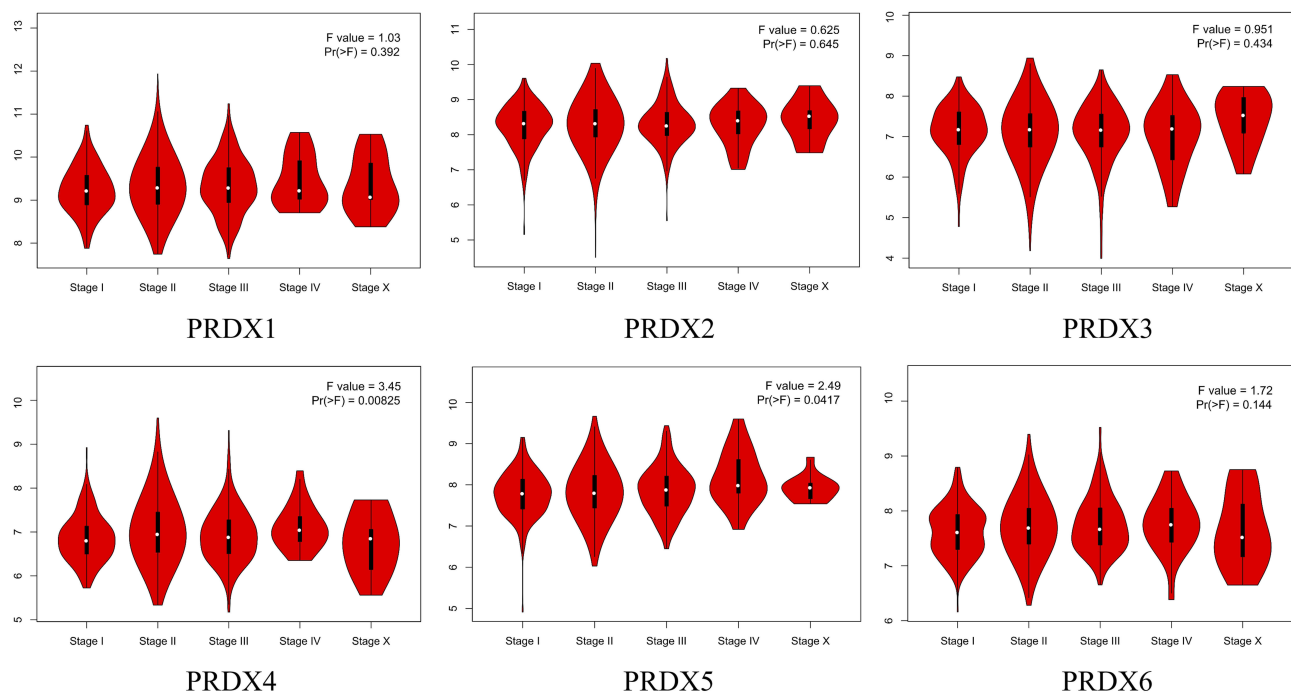 13
12
11
10
9
8
F value = 1.03
Pr(>F) = 0.392
Stage I Stage II Stage III Stage IV Stage X
PRDX1
11
10
9
8
7
6
5
F value = 0.625
Pr(>F) = 0.645
Stage I Stage II Stage III Stage IV Stage X
PRDX2
10
9
8
7
6
5
4
F value = 0.951
Pr(>F) = 0.434
Stage I Stage II Stage III Stage IV Stage X
PRDX3
10
9
8
7
6
5
F value = 3.45
Pr(>F) = 0.00825
Stage I Stage II Stage III Stage IV Stage X
PRDX4
10
9
8
7
6
5
F value = 2.49
Pr(>F) = 0.0417
Stage I Stage II Stage III Stage IV Stage X
PRDX5
10
9
8
7
6
F value = 1.72
Pr(>F) = 0.144
Stage I Stage II Stage III Stage IV Stage X
PRDX6